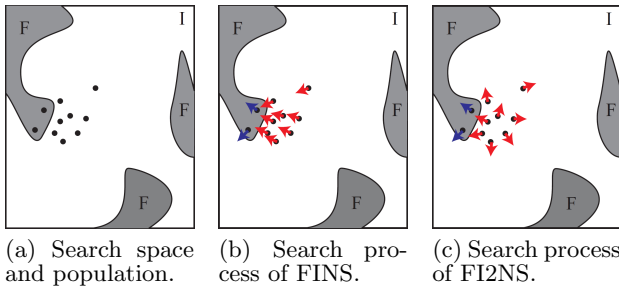 F I F F
F I F F
F I F F
(a) Search space
and population.
(b) Search pro-
cess of FINS.
(c) Search process
of FI2NS.